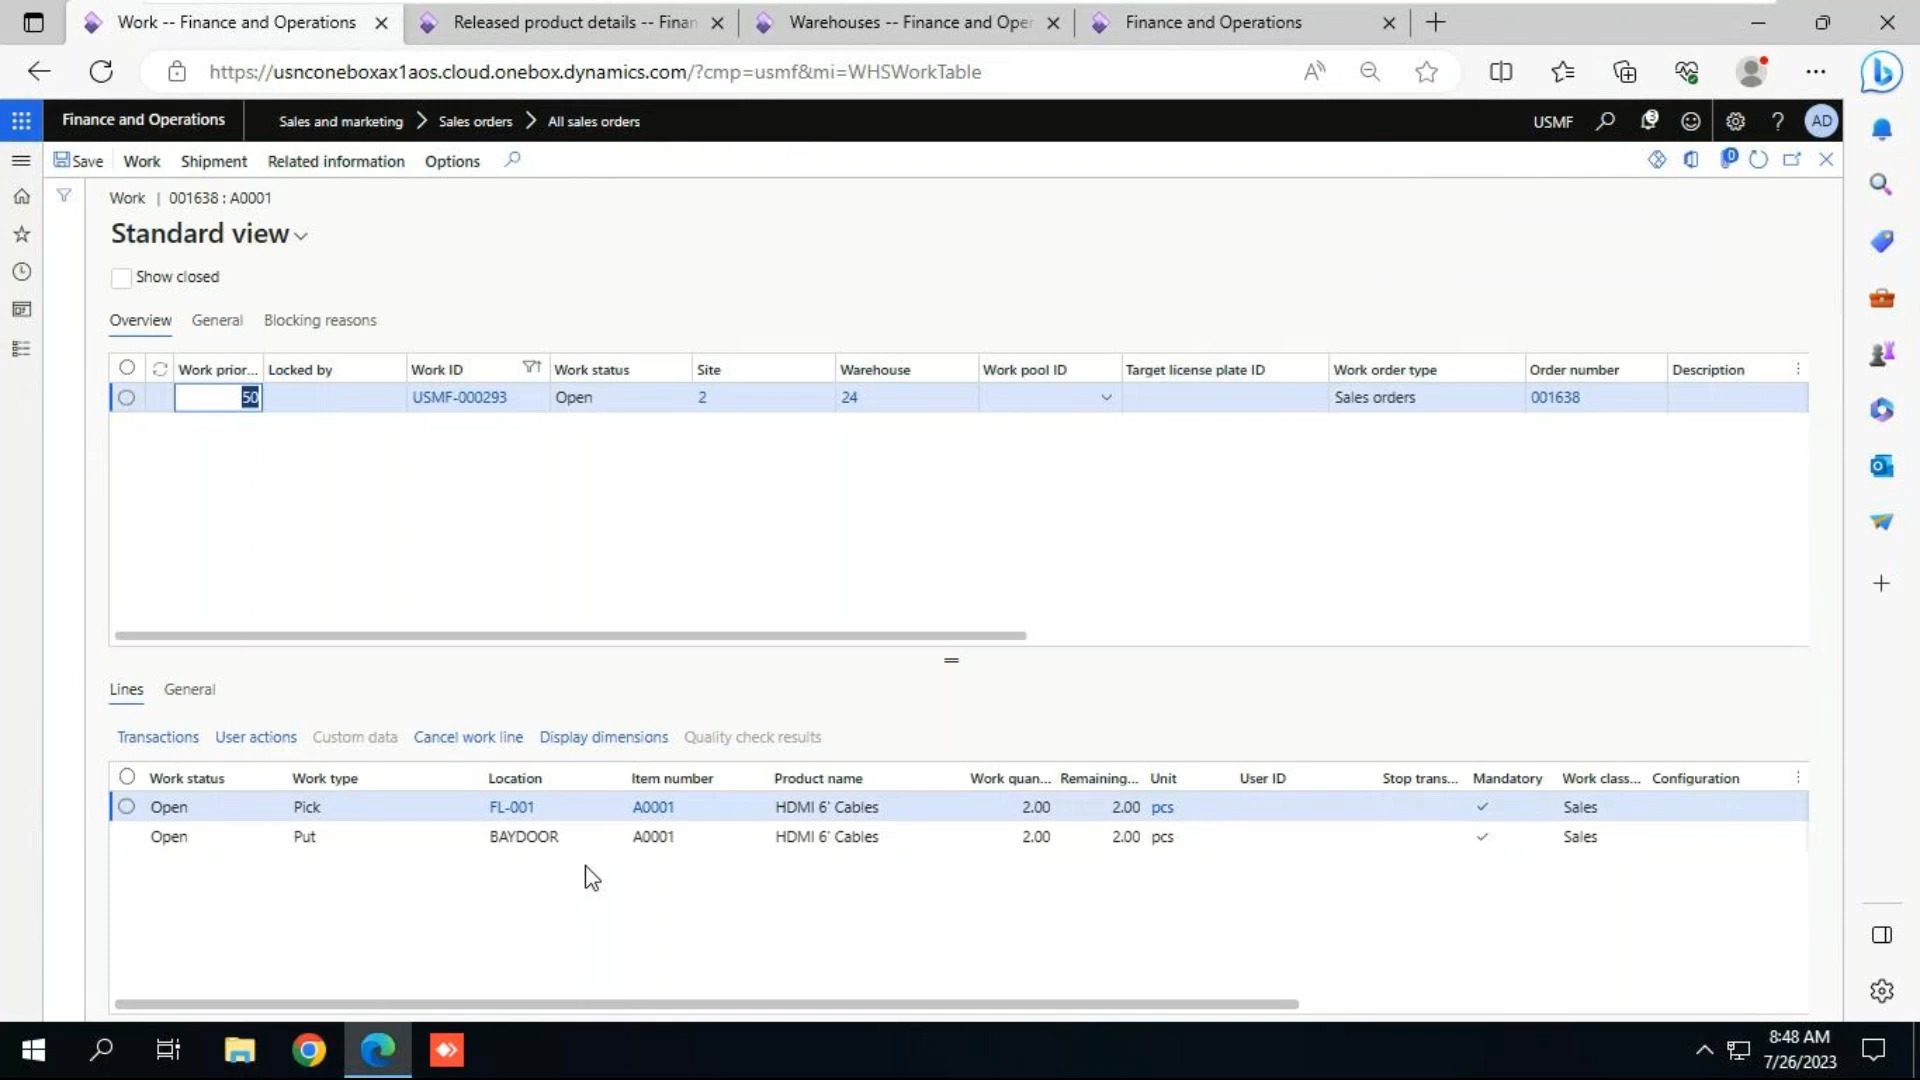 Work -- Finance and Operations
Released product details -- Finan
Warehouses -- Finance and Oper
Finance and Operations
https://usnconeboxax1aos.cloud.onebox.dynamics.com/?cmp=usmf&mi=WHSWorkTable
Finance and Operations
Sales and marketing > Sales orders > All sales orders
USMF
3
?
AD
Save Work Shipment Related information Options
0
Work | 001638 : A0001
Standard view
Show closed
Overview General Blocking reasons
Work prior... Locked by Work ID Work status Site Warehouse Work pool ID Target license plate ID Work order type Order number Description
50 USMF-000293 Open 2 24 Sales orders 001638
Lines General
Transactions User actions Custom data Cancel work line Display dimensions Quality check results
Work status Work type Location Item number Product name Work quan... Remaining... Unit User ID Stop trans... Mandatory Work class... Configuration
Open Pick FL-001 A0001 HDMI 6' Cables 2.00 2.00 pcs Sales
Open Put BAYDOOR A0001 HDMI 6' Cables 2.00 2.00 pcs Sales
8:48 AM
7/26/2023